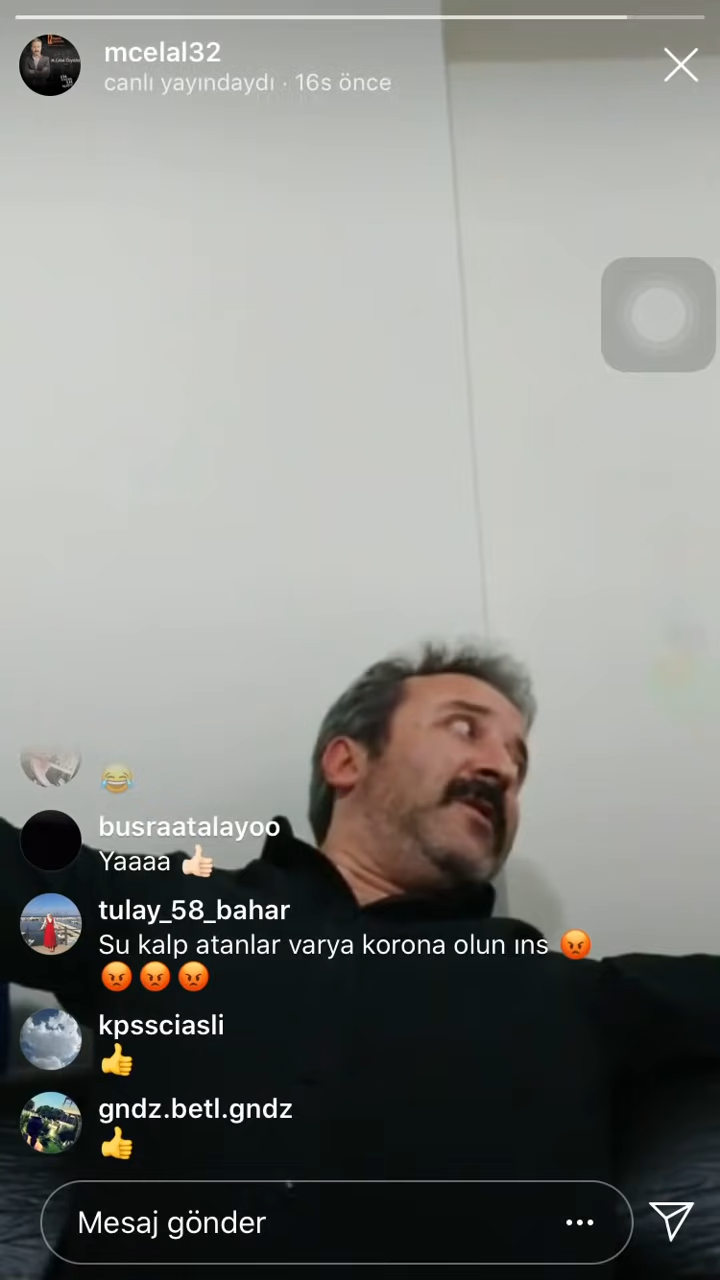 mcelal32
canlı yayındaydı · 16s önce
😂
busraatalayoo
Yaaaa 👍🏻
tulay_58_bahar
Su kalp atanlar varya korona olun ıns 😡
😡😡😡
kpssciasli
👍
gndz.betl.gndz
👍
Mesaj gönder